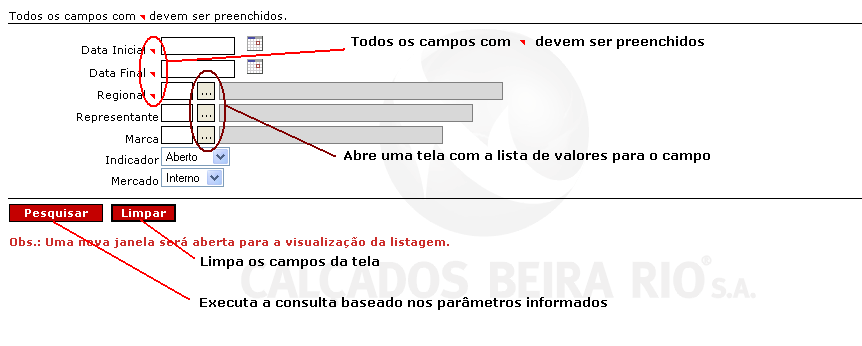 Todos os campos com devem ser preenchidos.
Data Inicial
Todos os campos com devem ser preenchidos
Data Final
Regional ...
Representante ...
Marca ...
Abre uma tela com a lista de valores para o campo
Indicador Aberto
Mercado Interno
Pesquisar Limpar
Obs.: Uma nova janela será aberta para a visualização da listagem.
Limpa os campos da tela
CALÇADOS BEIRA RIO® S.A.
Executa a consulta baseado nos parâmetros informados